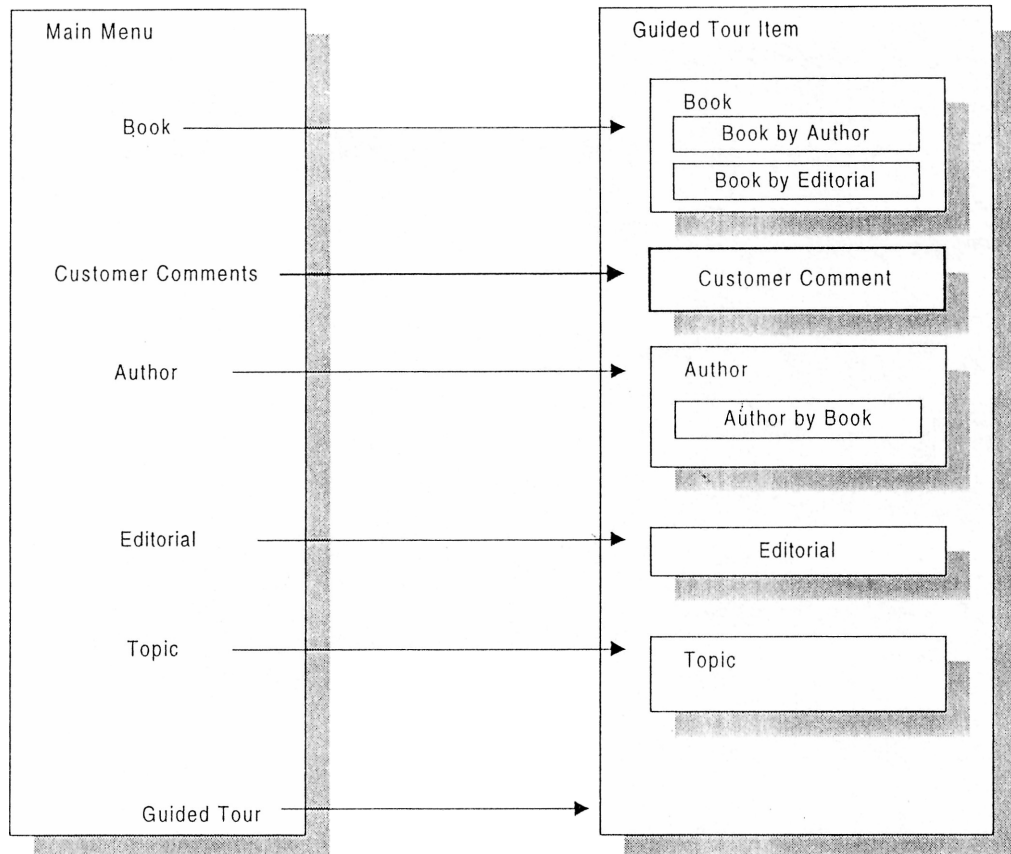 Main Menu
Book
Customer Comments
Author
Editorial
Topic
Guided Tour
Guided Tour Item
Book
Book by Author
Book by Editorial
Customer Comment
Author
Author by Book
Editorial
Topic